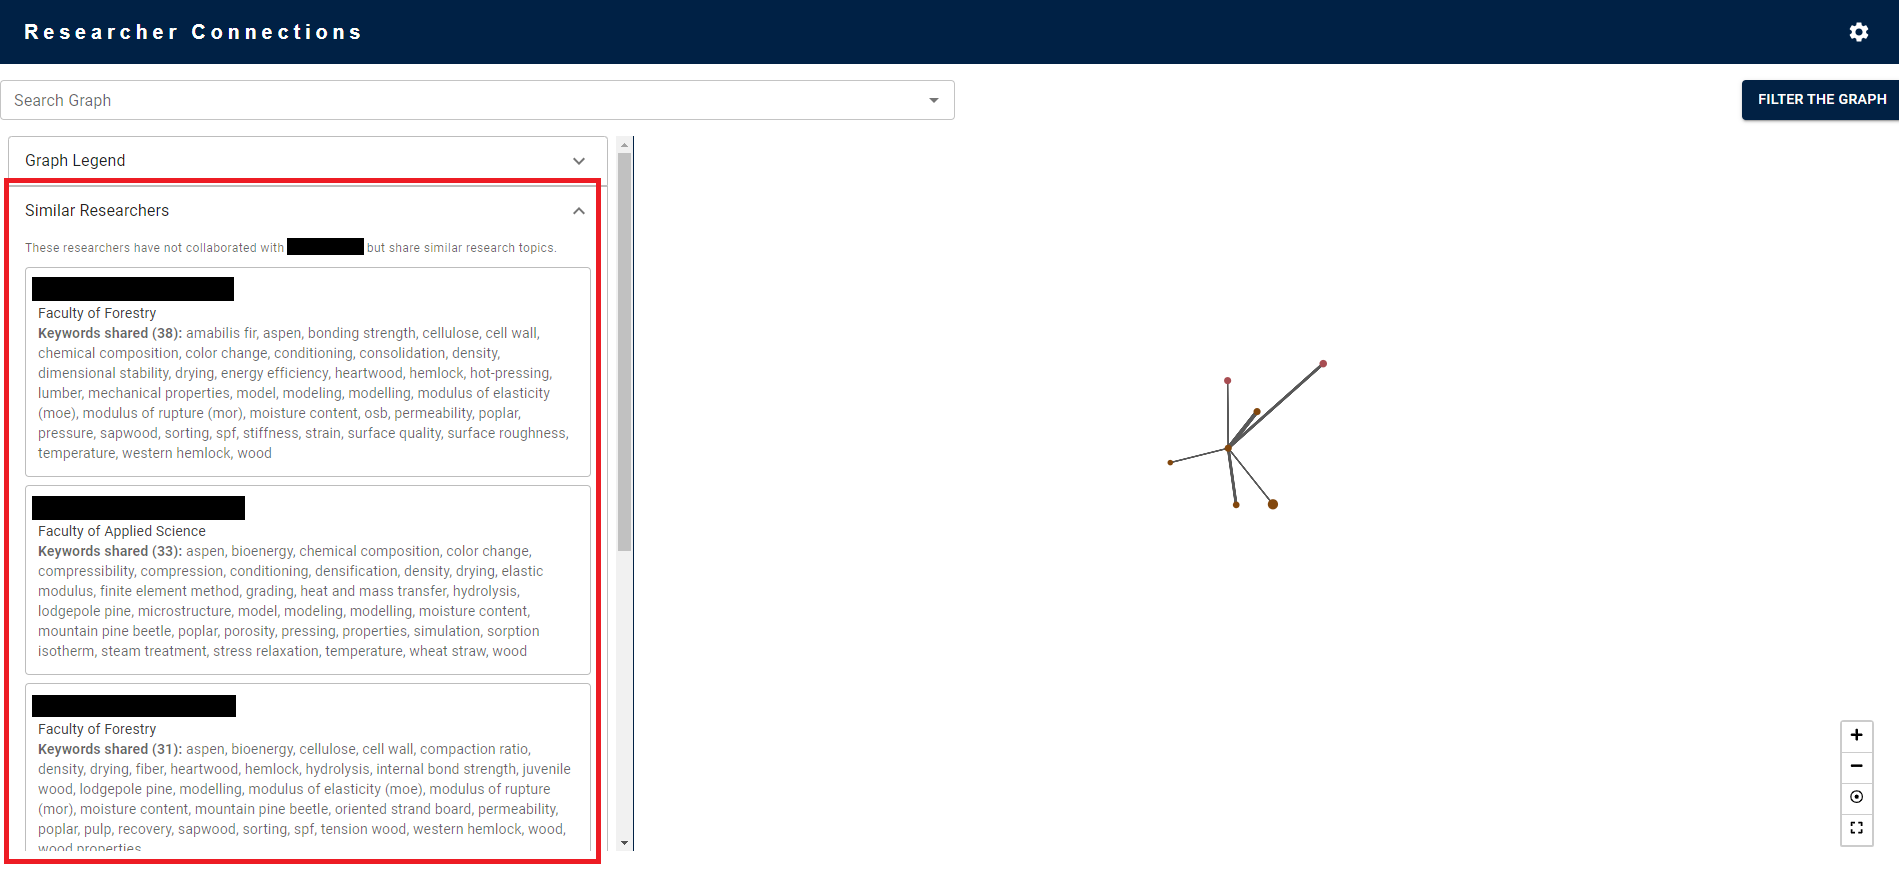 Researcher Connections
Search Graph
FILTER THE GRAPH
Graph Legend
Similar Researchers
These researchers have not collaborated with
but share similar research topics.
Faculty of Forestry
Keywords shared (38): amabilis fir, aspen, bonding strength, cellulose, cell wall,
chemical composition, color change, conditioning, consolidation, density,
dimensional stability, drying, energy efficiency, heartwood, hemlock, hot-pressing,
lumber, mechanical properties, model, modeling, modelling, modulus of elasticity
(moe), modulus of rupture (mor), moisture content, osb, permeability, poplar,
pressure, sapwood, sorting, spf, stiffness, strain, surface quality, surface roughness,
temperature, western hemlock, wood
Faculty of Applied Science
Keywords shared (33): aspen, bioenergy, chemical composition, color change,
compressibility, compression, conditioning, densification, density, drying, elastic
modulus, finite element method, grading, heat and mass transfer, hydrolysis,
lodgepole pine, microstructure, model, modeling, modelling, moisture content,
mountain pine beetle, poplar, porosity, pressing, properties, simulation, sorption
isotherm, steam treatment, stress relaxation, temperature, wheat straw, wood
Faculty of Forestry
Keywords shared (31): aspen, bioenergy, cellulose, cell wall, compaction ratio,
density, drying, fiber, heartwood, hemlock, hydrolysis, internal bond strength, juvenile
wood, lodgepole pine, modelling, modulus of elasticity (moe), modulus of rupture
(mor), moisture content, mountain pine beetle, oriented strand board, permeability,
poplar, pulp, recovery, sapwood, sorting, spf, tension wood, western hemlock, wood,
wood properties